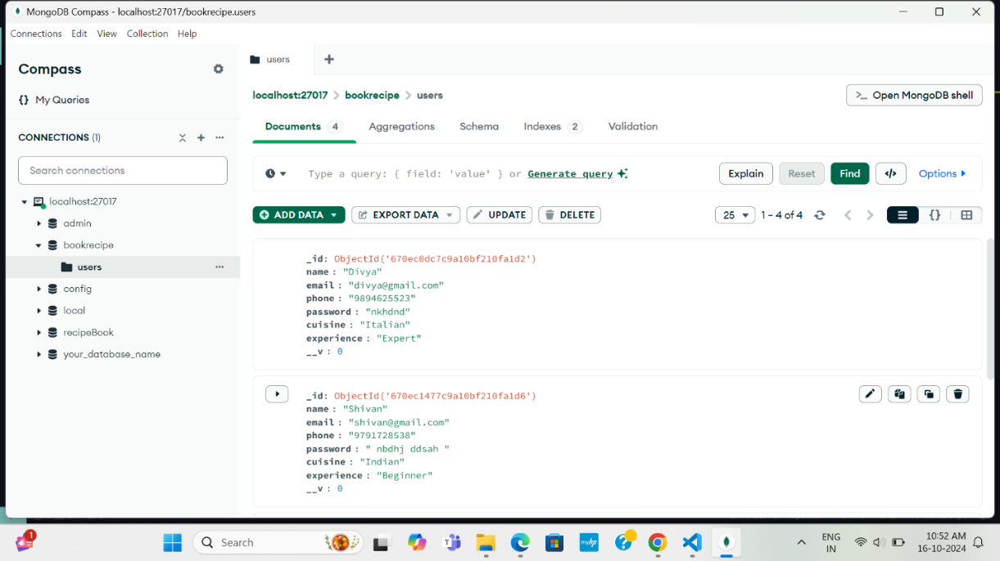 MongoDB Compass - localhost:27017/bookrecipe.users
Connections Edit View Collection Help
Compass
users
{} My Queries
localhost:27017 > bookrecipe > users
>_ Open MongoDB shell
CONNECTIONS (1)
Documents 4 Aggregations Schema Indexes 2 Validation
Search connections
Type a query: { field: 'value' } or Generate query
Explain Reset Find </> Options
localhost:27017
admin
bookrecipe
users
config
local
recipeBook
your_database_name
ADD DATA EXPORT DATA UPDATE DELETE
25 1 – 4 of 4 {}
_id: ObjectId('670ec0dc7c9a10bf210fa1d2')
name : "Divya"
email : "divya@gmail.com"
phone : "9894625523"
password : "nkhdnd"
cuisine : "Italian"
experience : "Expert"
__v : 0
_id: ObjectId('670ec1477c9a10bf210fa1d6')
name : "Shivan"
email : "shivan@gmail.com"
phone : "9791728538"
password : " nbdhj ddsah "
cuisine : "Indian"
experience : "Beginner"
__v : 0
1
Search
myhp
ENG
IN
10:52 AM
16-10-2024